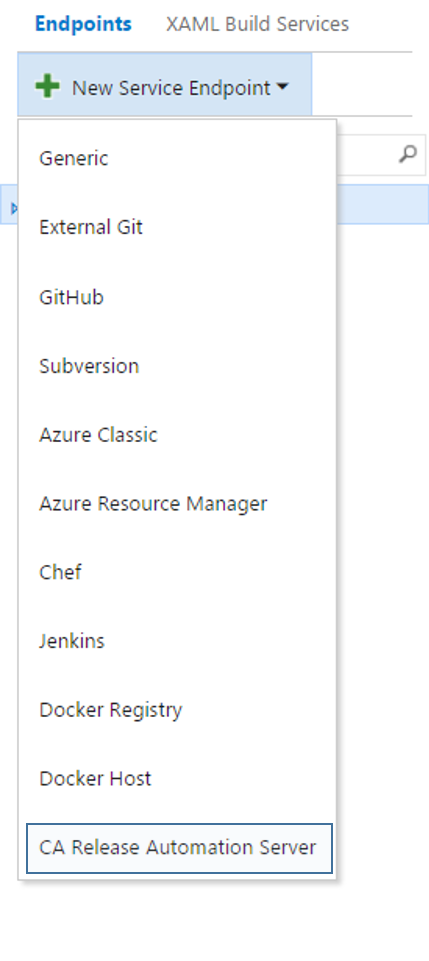 Endpoints XAML Build Services
New Service Endpoint
Generic
External Git
GitHub
Subversion
Azure Classic
Azure Resource Manager
Chef
Jenkins
Docker Registry
Docker Host
CA Release Automation Server